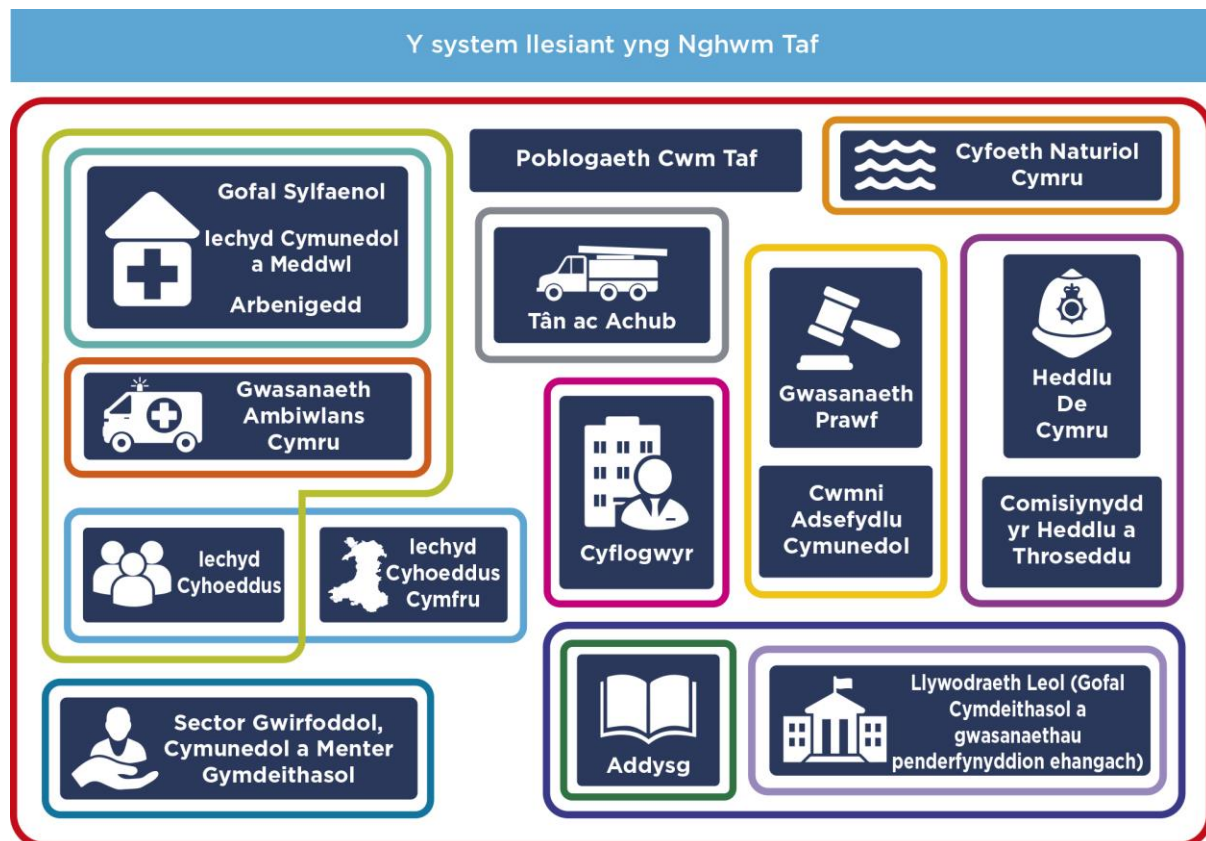 Y system llesiant yng Nghwm Taf
Gofal Sylfaenol
Iechyd Cymunedol
a Meddwl
Arbenigedd
Poblogaeth Cwm Taf
Cyfoeth Naturiol
Cymru
Tân ac Achub
Gwasanaeth
Prawf
Heddlu
De
Cymru
Gwasanaeth
Ambiwlans
Cymru
Cyflogwyr
Cwmni
Adsefydlu
Cymunedol
Comisiynydd
yr Heddlu a
Throseddu
Iechyd
Cyhoeddus
Iechyd
Cyhoeddus
Cymfru
Sector Gwirfoddol,
Cymunedol a Menter
Gymdeithasol
Addysg
Llywodraeth Leol (Gofal
Cymdeithasol a
gwasanaethau
penderfynyddion ehangach)